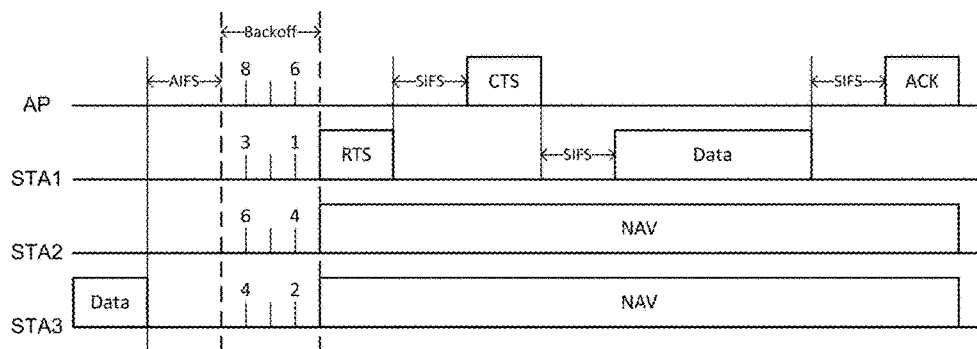 Backoff
AIFS
8
6
SIFS
CTS
SIFS
ACK
AP
3
1
RTS
SIFS
Data
STA1
6
4
NAV
STA2
Data
4
2
NAV
STA3